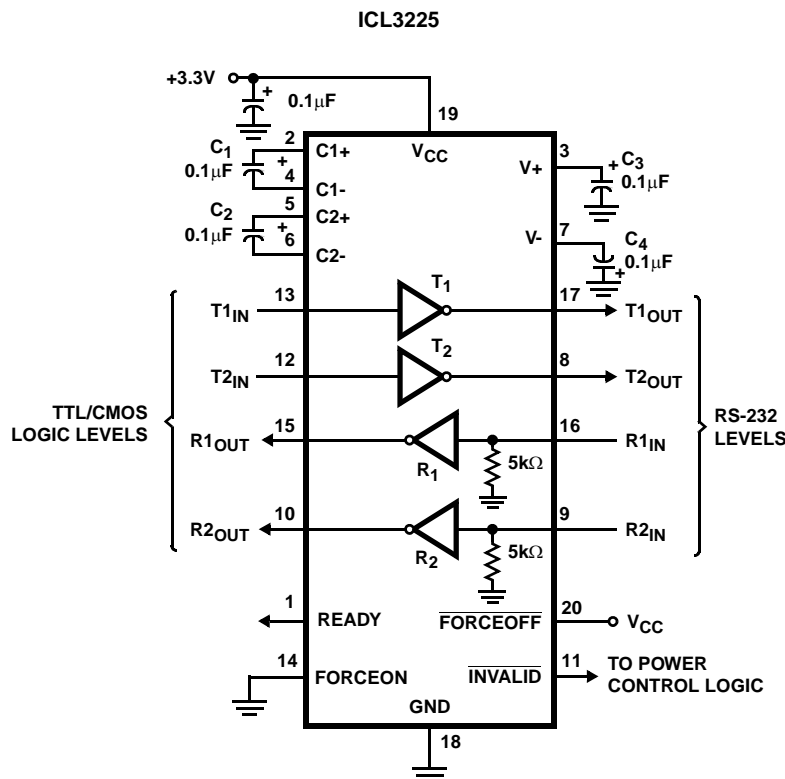 ICL3225
+3.3V
+
0.1μF
19
VCC
2
C1
0.1μF
+
4
C1+
C1-
5
C2
0.1μF
+
6
C2+
C2-
3
V+
+
C3
0.1μF
7
V-
C4
0.1μF
+
T1IN
13
T1
17
T1OUT
T2IN
12
T2
8
T2OUT
TTL/CMOS
LOGIC LEVELS
RS-232
LEVELS
R1OUT
15
R1
5kΩ
16
R1IN
R2OUT
10
R2
5kΩ
9
R2IN
1
READY
FORCEOFF
20
VCC
14
FORCEON
INVALID
11
TO POWER
CONTROL LOGIC
GND
18